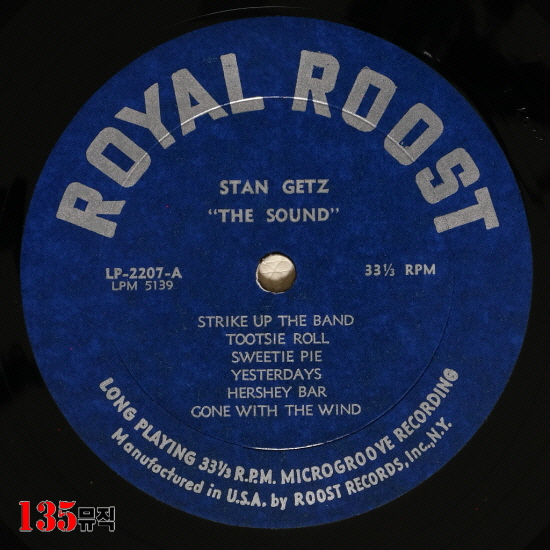 ROYAL ROOST
STAN GETZ
"THE SOUND"
LP-2207-A
LPM 5139
33⅓ RPM
STRIKE UP THE BAND
TOOTSIE ROLL
SWEETIE PIE
YESTERDAYS
HERSHEY BAR
GONE WITH THE WIND
LONG PLAYING 33⅓ R.P.M. MICROGROOVE RECORDING
Manufactured in U.S.A. by ROOST RECORDS, Inc., N.Y.
135뮤직